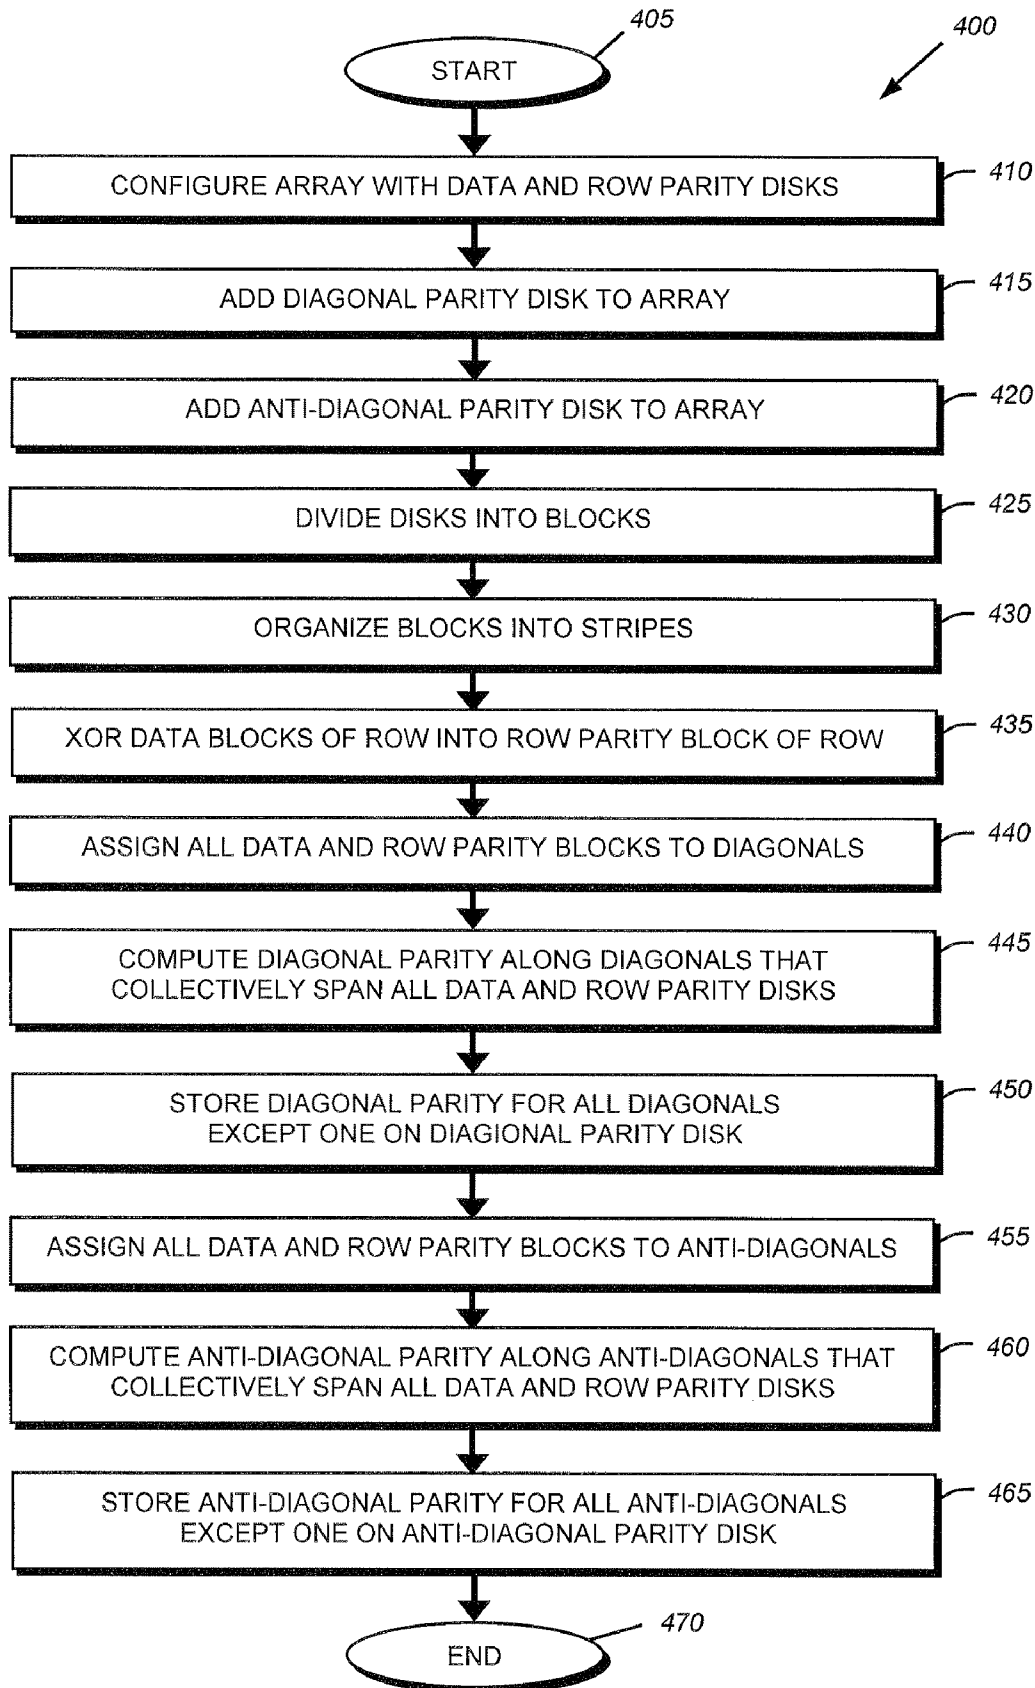 405
400
START
CONFIGURE ARRAY WITH DATA AND ROW PARITY DISKS
410
ADD DIAGONAL PARITY DISK TO ARRAY
415
ADD ANTI-DIAGONAL PARITY DISK TO ARRAY
420
DIVIDE DISKS INTO BLOCKS
425
ORGANIZE BLOCKS INTO STRIPES
430
XOR DATA BLOCKS OF ROW INTO ROW PARITY BLOCK OF ROW
435
ASSIGN ALL DATA AND ROW PARITY BLOCKS TO DIAGONALS
440
COMPUTE DIAGONAL PARITY ALONG DIAGONALS THAT
COLLECTIVELY SPAN ALL DATA AND ROW PARITY DISKS
445
STORE DIAGONAL PARITY FOR ALL DIAGONALS
EXCEPT ONE ON DIAGIONAL PARITY DISK
450
ASSIGN ALL DATA AND ROW PARITY BLOCKS TO ANTI-DIAGONALS
455
COMPUTE ANTI-DIAGONAL PARITY ALONG ANTI-DIAGONALS THAT
COLLECTIVELY SPAN ALL DATA AND ROW PARITY DISKS
460
STORE ANTI-DIAGONAL PARITY FOR ALL ANTI-DIAGONALS
EXCEPT ONE ON ANTI-DIAGONAL PARITY DISK
465
END
470